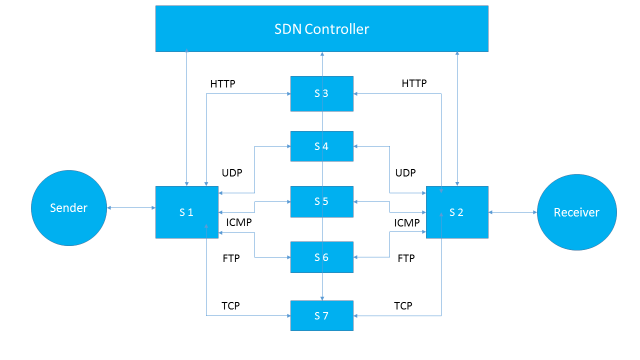 SDN Controller
HTTP
S 3
HTTP
S 4
UDP
UDP
Sender
S 1
S 5
S 2
Receiver
ICMP
ICMP
S 6
FTP
FTP
TCP
S 7
TCP